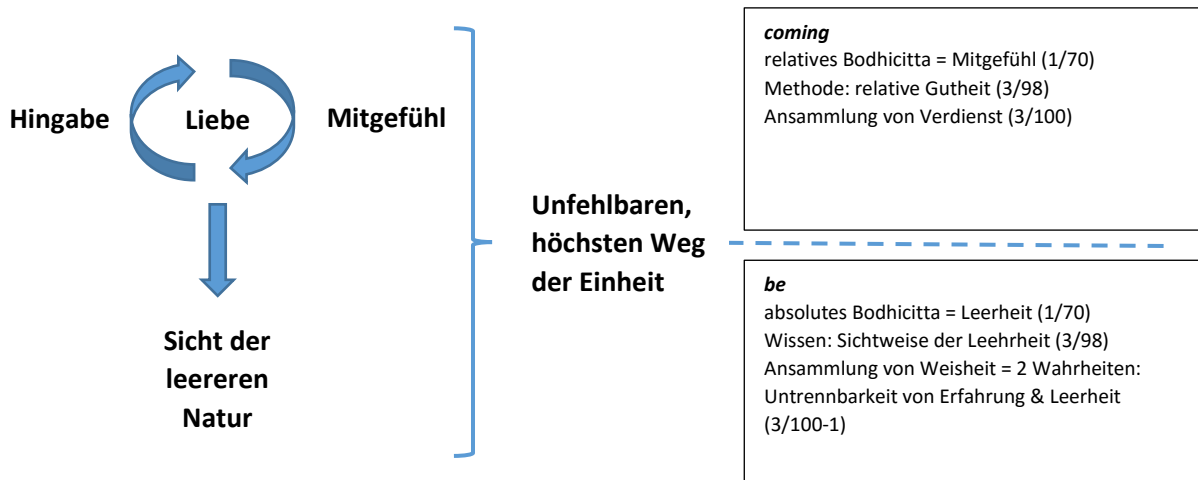 Hingabe
Liebe
Mitgefühl
Sicht der
leereren
Natur
Unfehlbaren,
höchsten Weg
der Einheit
coming
relatives Bodhicitta = Mitgefühl (1/70)
Methode: relative Gutheit (3/98)
Ansammlung von Verdienst (3/100)
be
absolutes Bodhicitta = Leerheit (1/70)
Wissen: Sichtweise der Leehrheit (3/98)
Ansammlung von Weisheit = 2 Wahrheiten:
Untrennbarkeit von Erfahrung & Leerheit
(3/100-1)